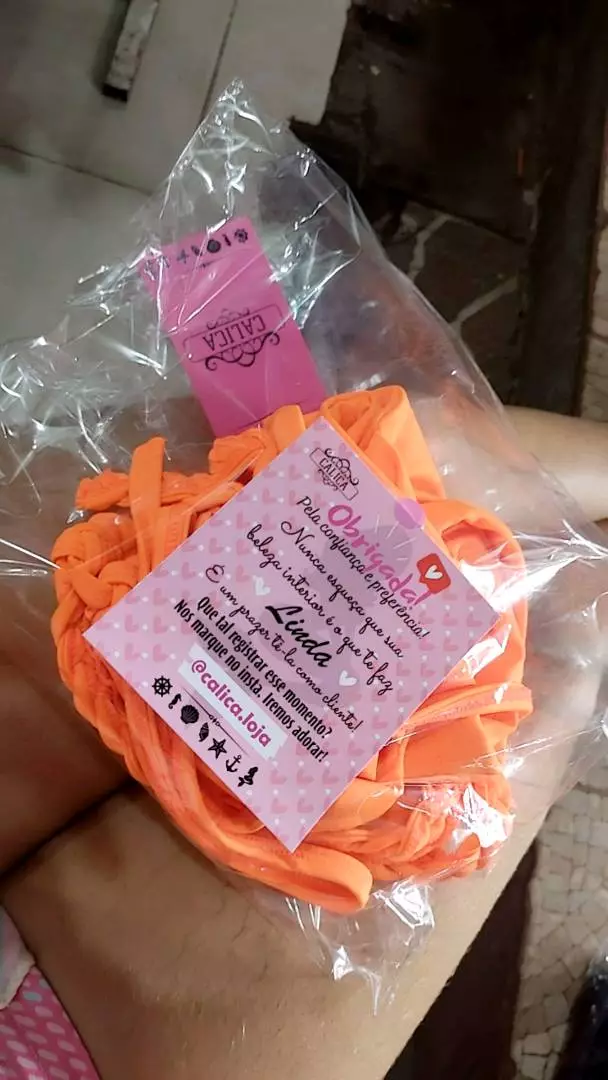 CALICA
CALICA
Obrigada!
Pela confiança e preferência!
Nunca esqueça que sua
beleza interior é o que te faz
Linda
É um prazer tê-la como cliente!
Que tal registrar esse momento?
Nos marque no insta. Iremos adorar!
@calica.loja